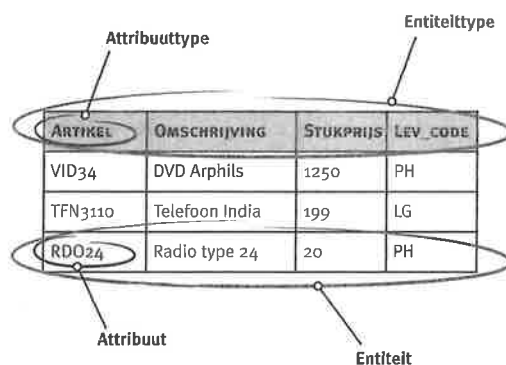 Attribuuttype
Entiteittype
ARTIKEL OMSCHRIJVING STUKPRIJS LEV_CODE
VID34 DVD Arphils 1250 PH
TFN3110 Telefoon India 199 LG
RDO24 Radio type 24 20 PH
Attribuut
Entiteit